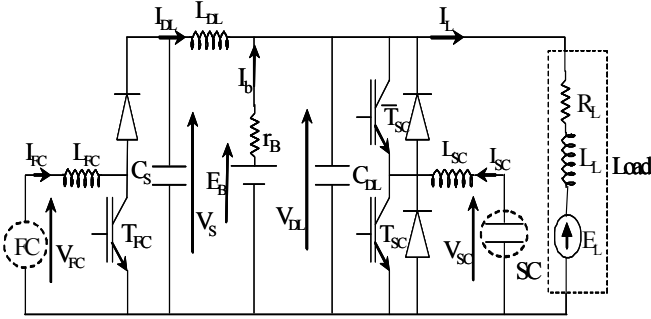 I_DL
L_DL
I_L
I_b
T̅_SC
R_L
I_FC
L_FC
C_S
r_B
E_B
C_DL
L_SC
I_SC
L_L
Load
FC
V_FC
T_FC
V_S
V_DL
T_SC
V_SC
SC
E_L